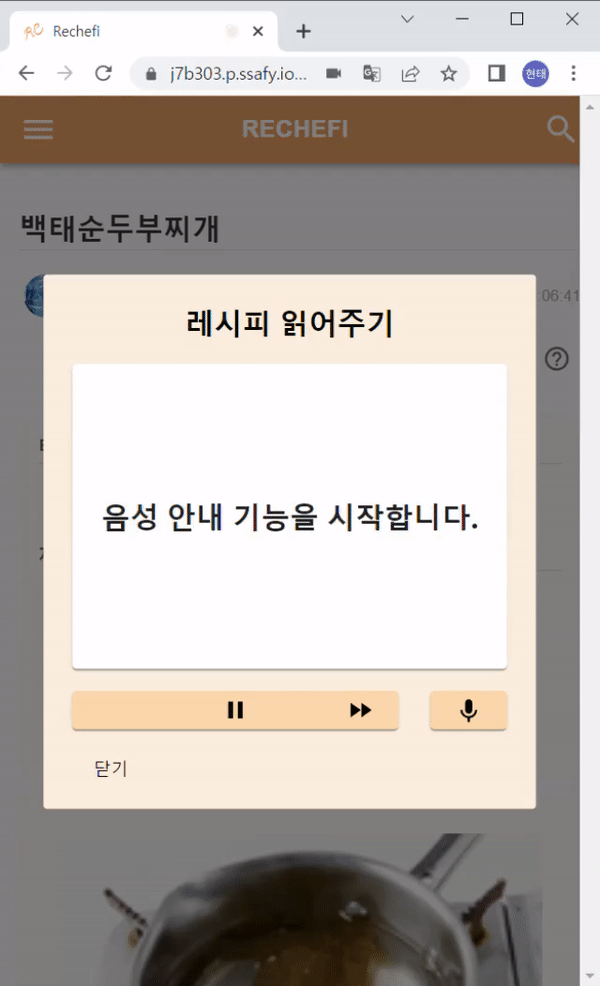 Rechefi
j7b303.p.ssafy.io...
현태
RECHEFI
백태순두부찌개
:06:41
레시피 읽어주기
음성 안내 기능을 시작합니다.
닫기